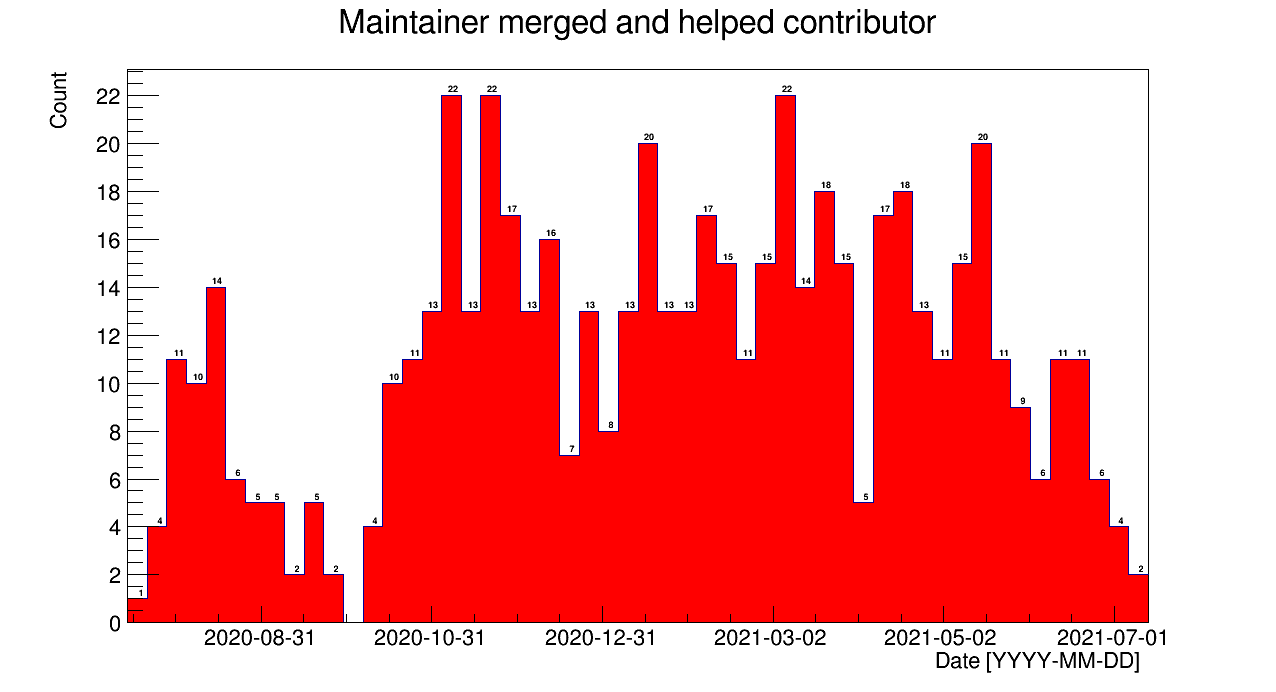 Maintainer merged and helped contributor
Count
22
20
18
16
14
12
10
8
6
4
2
0
1 4 11 10 14 6 5 5 2 5 2 4 10 11 13 22 13 22 17 13 16 7 13 8 13 20 13 13 17 15 11 15 22 14 18 15 5 17 18 13 11 15 20 11 9 6 11 11 6 4 2
2020-08-31 2020-10-31 2020-12-31 2021-03-02 2021-05-02 2021-07-01
Date [YYYY-MM-DD]